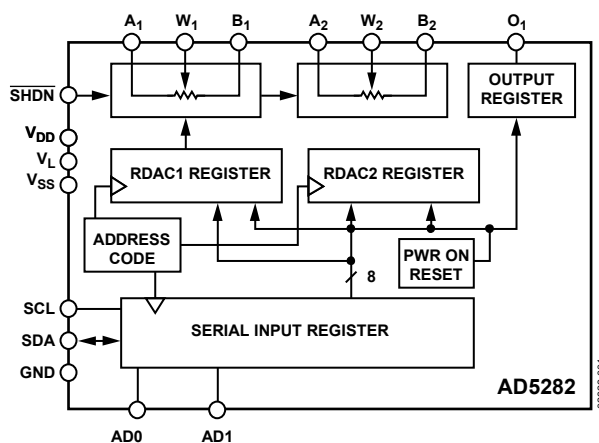 A1 W1 B1 A2 W2 B2 O1
SHDN
OUTPUT
REGISTER
VDD
VL
VSS
RDAC1 REGISTER
RDAC2 REGISTER
ADDRESS
CODE
PWR ON
RESET
8
SCL
SERIAL INPUT REGISTER
SDA
GND
AD5282
AD0 AD1